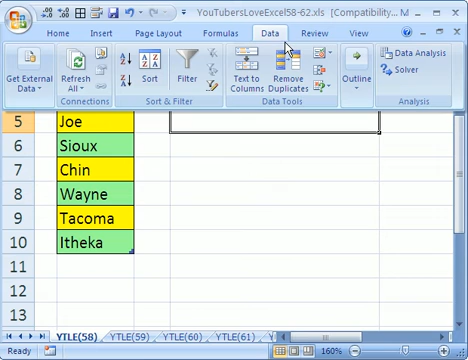 YouTubersLoveExcel58-62.xls [Compatibility... M
Home Insert Page Layout Formulas Data Review View
Get External Data
Refresh All
Sort
Filter
Text to Columns
Remove Duplicates
Outline
Data Analysis
Solver
Connections Sort & Filter Data Tools Analysis
5 Joe
6 Sioux
7 Chin
8 Wayne
9 Tacoma
10 Itheka
11
12
13
YTLE(58) YTLE(59) YTLE(60) YTLE(61)
Ready 160%